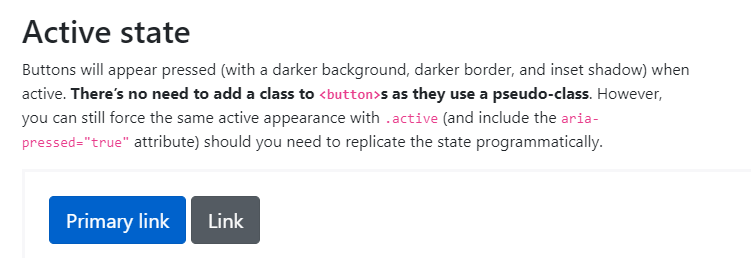 Active state
Buttons will appear pressed (with a darker background, darker border, and inset shadow) when
active. There’s no need to add a class to <button>s as they use a pseudo-class. However,
you can still force the same active appearance with .active (and include the aria-
pressed="true" attribute) should you need to replicate the state programmatically.
Primary link Link